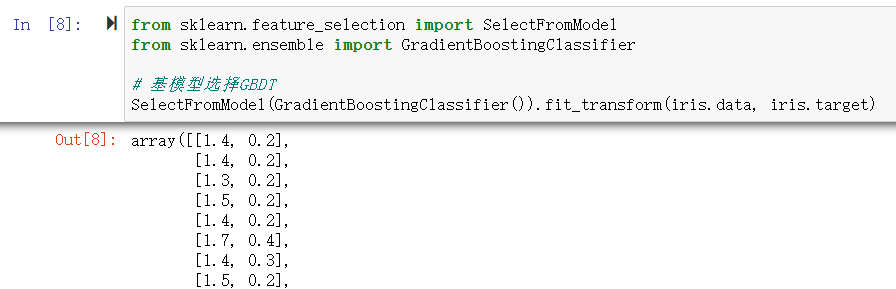 In [8]:
from sklearn.feature_selection import SelectFromModel
from sklearn.ensemble import GradientBoostingClassifier
# 基模型选择GBDT
SelectFromModel(GradientBoostingClassifier()).fit_transform(iris.data, iris.target)
Out[8]: array([[1.4, 0.2],
[1.4, 0.2],
[1.3, 0.2],
[1.5, 0.2],
[1.4, 0.2],
[1.7, 0.4],
[1.4, 0.3],
[1.5, 0.2],